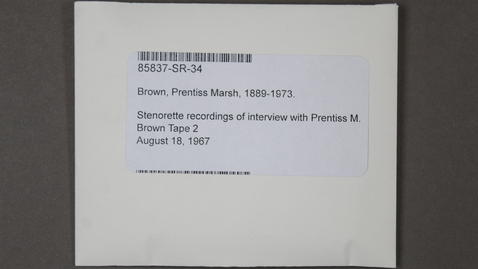 85837-SR-34
Brown, Prentiss Marsh, 1889-1973.
Stenorette recordings of interview with Prentiss M.
Brown Tape 2
August 18, 1967